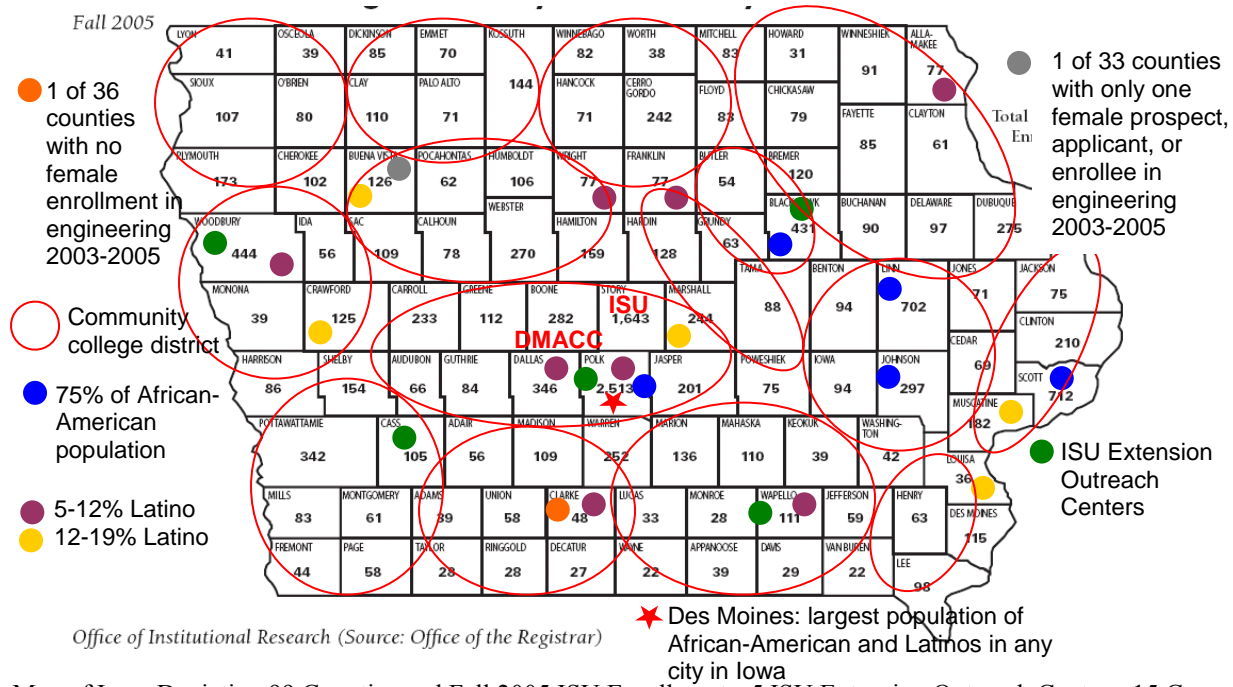 Fall 2005
LYON OSCEOLA DICKINSON EMMET KOSSUTH WINNEBAGO WORTH MITCHELL HOWARD WINNESHIEK ALLA-
MAKEE
41 39 85 70 144 82 38 83 31 91 77
SIOUX O'BRIEN CLAY PALO ALTO HANCOCK CERRO
GORDO FLOYD CHICKASAW FAYETTE CLAYTON
107 80 110 71 71 242 83 79 85 61
PLYMOUTH CHEROKEE BUENA VISTA POCAHONTAS HUMBOLDT WRIGHT FRANKLIN BUTLER BREMER
173 102 126 62 106 77 77 54 120
WEBSTER BLACK HAWK BUCHANAN DELAWARE DUBUQUE
270 431 90 97 275
WOODBURY IDA SAC CALHOUN HAMILTON HARDIN GRUNDY
444 56 109 78 159 128 63
TAMA BENTON LINN JONES JACKSON
88 94 702 71 75
MONONA CRAWFORD CARROLL GREENE BOONE STORY MARSHALL
39 125 233 112 282 1,643 244
ISU
DMACC
CLINTON
210
CEDAR
69
HARRISON SHELBY AUDUBON GUTHRIE DALLAS POLK JASPER POWESHIEK IOWA JOHNSON SCOTT
86 154 66 84 346 2,513 201 75 94 297 712
MUSCATINE
182
POTTAWATTAMIE CASS ADAIR MADISON WARREN MARION MAHASKA KEOKUK WASHING-
TON
342 105 56 109 252 136 110 39 42
LOUISA
36
MILLS MONTGOMERY ADAMS UNION CLARKE LUCAS MONROE WAPELLO JEFFERSON HENRY DES MOINES
83 61 39 58 48 33 28 111 59 63 115
FREMONT PAGE TAYLOR RINGGOLD DECATUR WAYNE APPANOOSE DAVIS VAN BUREN LEE
44 58 28 28 27 22 39 29 22 98
1 of 36
counties
with no
female
enrollment in
engineering
2003-2005
Community
college district
75% of African-
American
population
5-12% Latino
12-19% Latino
1 of 33 counties
with only one
female prospect,
applicant, or
enrollee in
engineering
2003-2005
Total
ISU Extension
Outreach
Centers
Des Moines: largest population of
African-American and Latinos in any
city in Iowa
Office of Institutional Research (Source: Office of the Registrar)